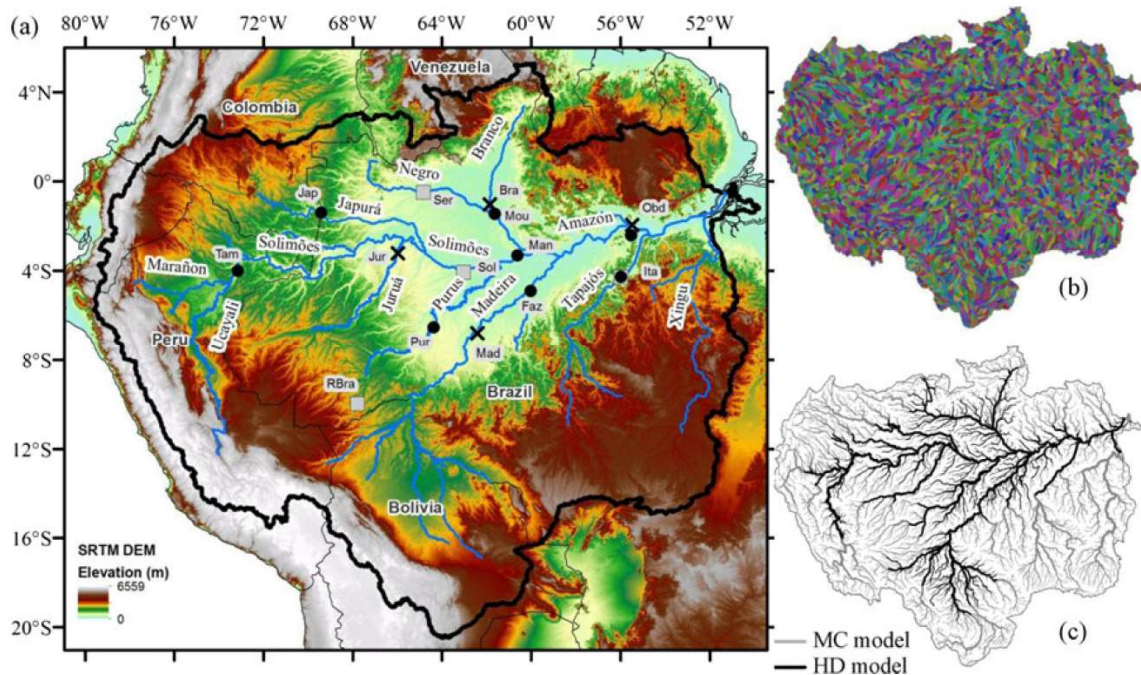 (a)
80°W 76°W 72°W 68°W 64°W 60°W 56°W 52°W
4°N
0°
4°S
8°S
12°S
16°S
20°S
Venezuela
Colombia
Branco
Negro
Ser
Bra
Mou
Jap
Japurá
Amazon
Obd
Solimões
Solimões
Man
Tam
Jur
Sol
Ita
Marañon
Juruá
Purus
Madeira
Faz
Tapajós
Xingu
Ucayali
Peru
Pur
Mad
RBra
Brazil
Bolivia
SRTM DEM
Elevation (m)
6559
0
(b)
(c)
MC model
HD model